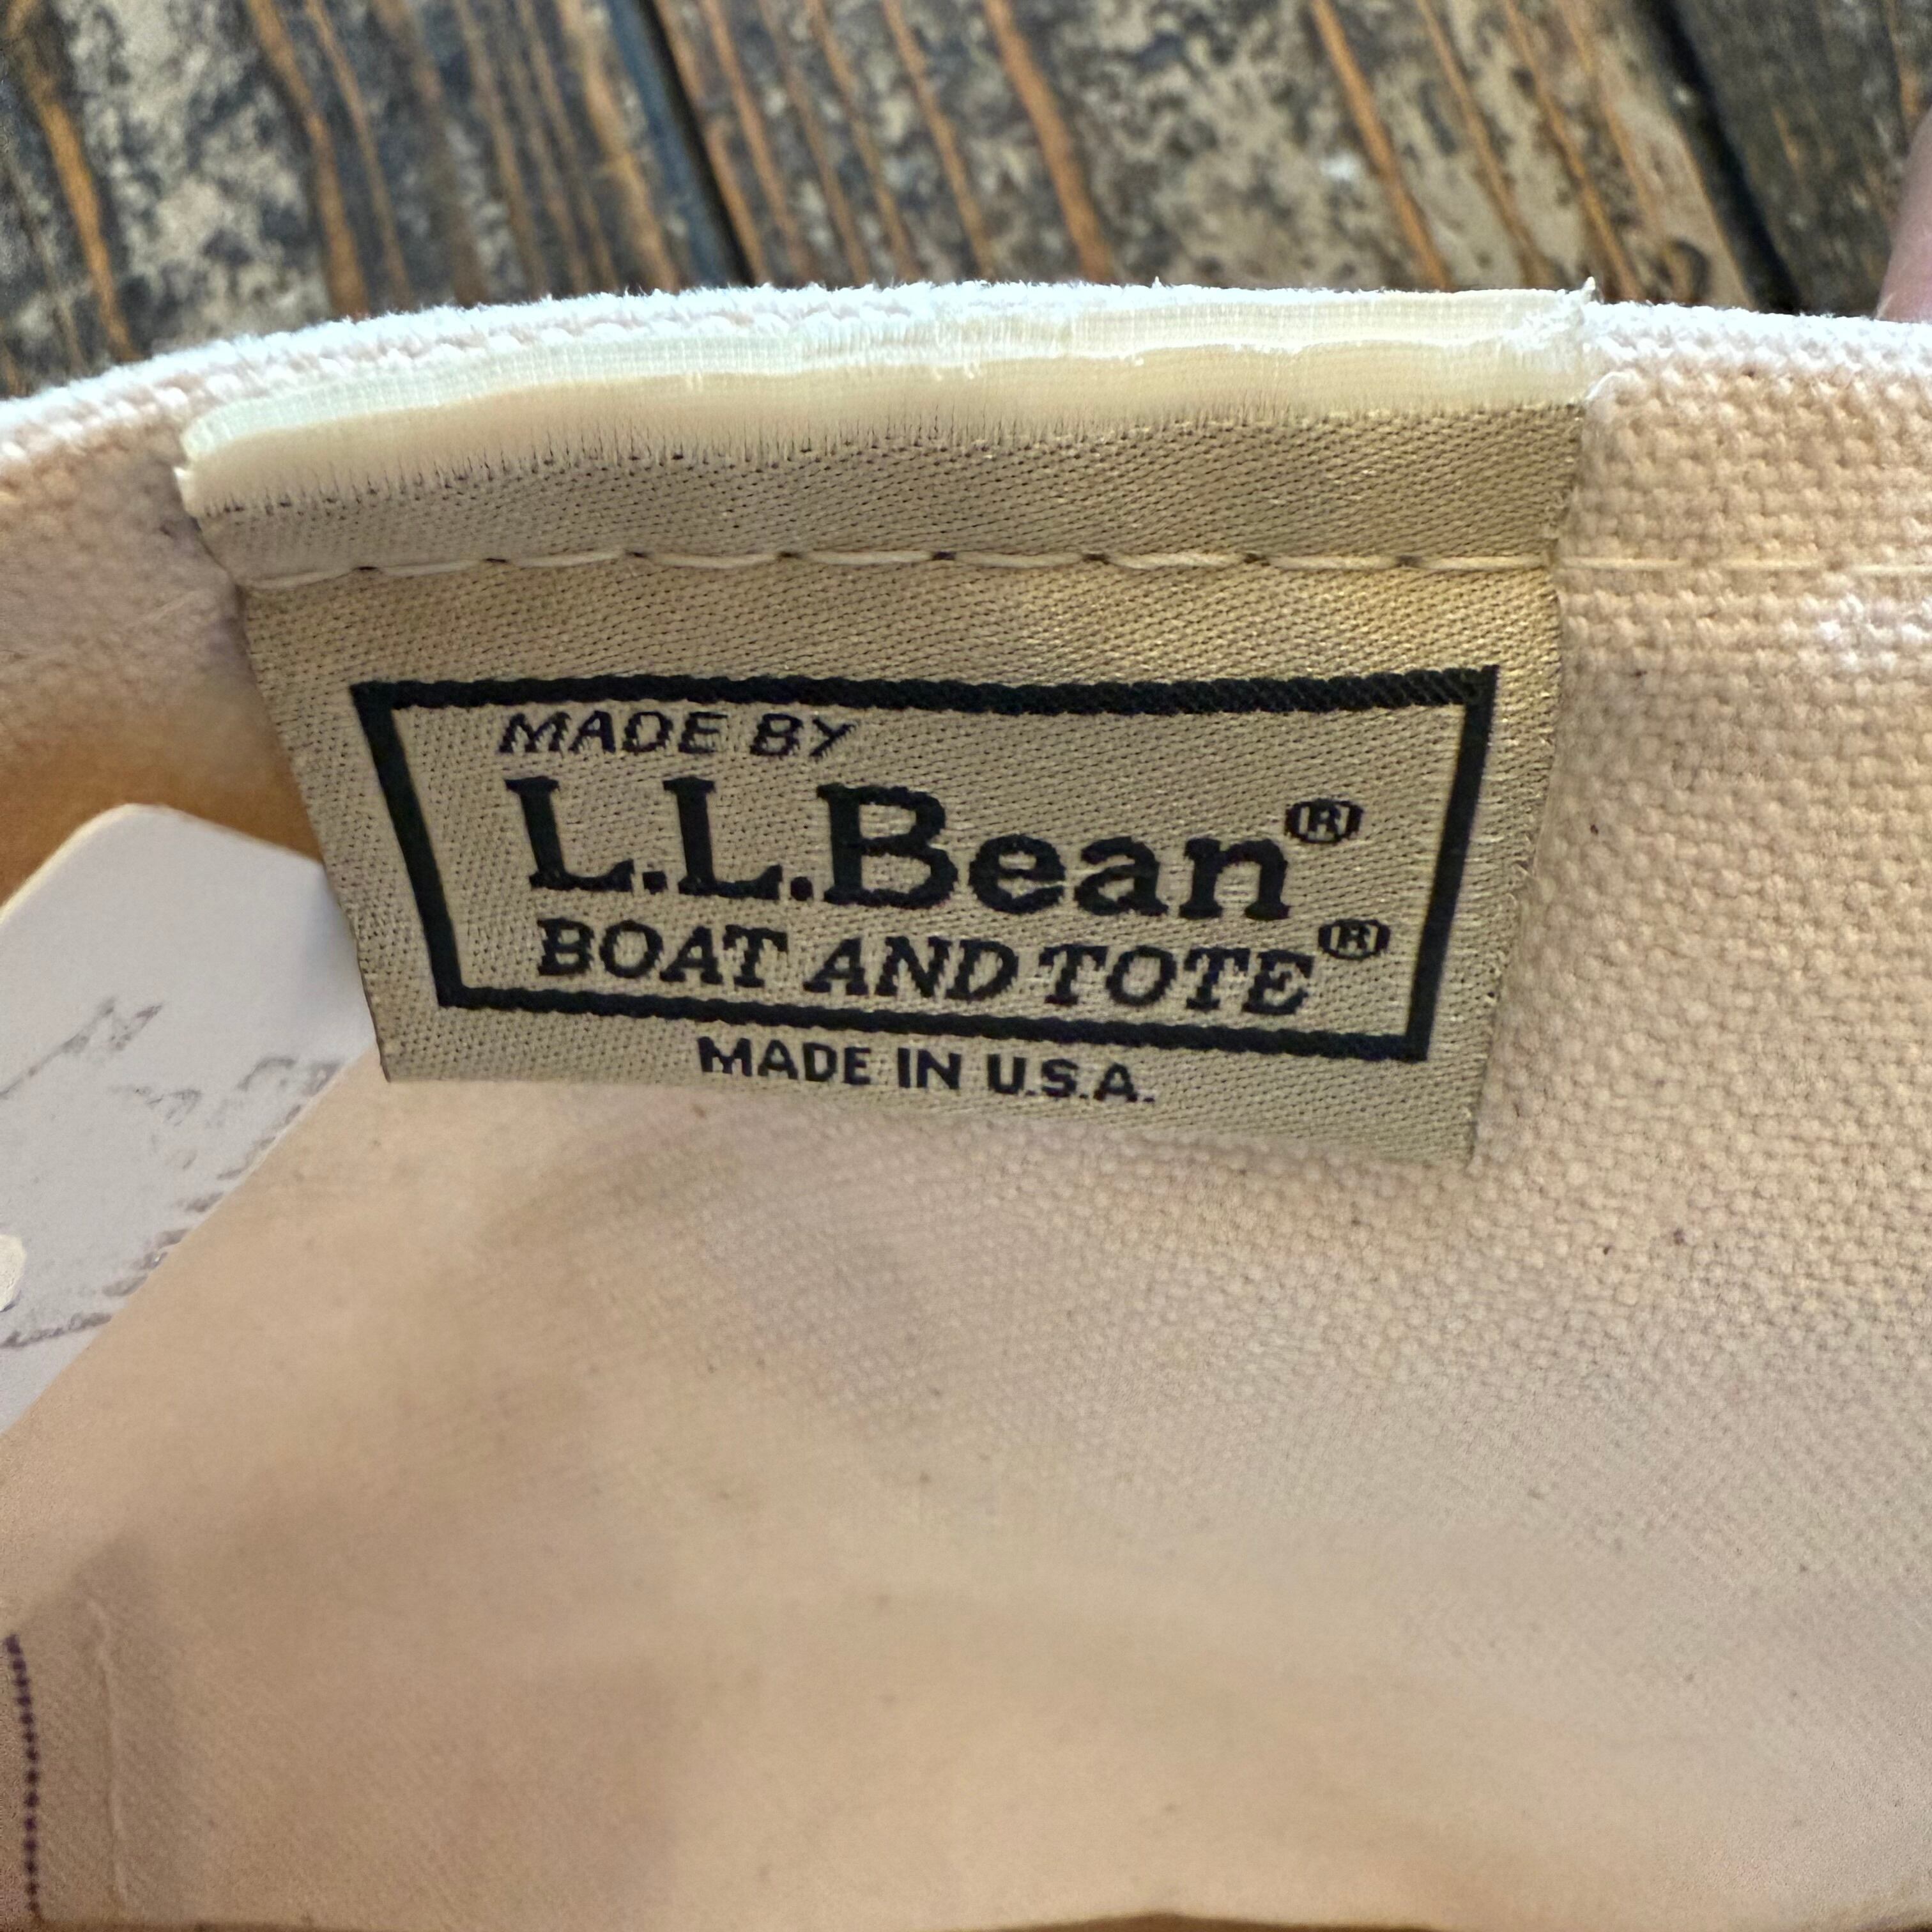 MADE BY
L.L.Bean®
BOAT AND TOTE®
MADE IN U.S.A.